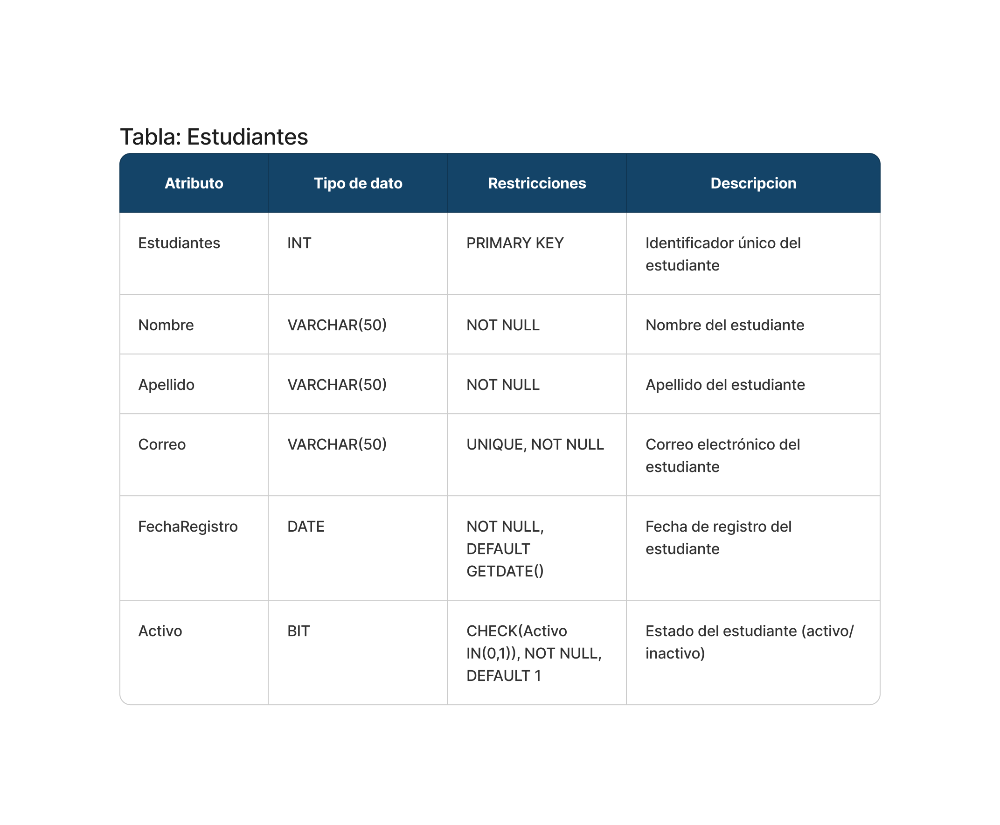 Tabla: Estudiantes
Atributo Tipo de dato Restricciones Descripcion
Estudiantes INT PRIMARY KEY Identificador único del
estudiante
Nombre VARCHAR(50) NOT NULL Nombre del estudiante
Apellido VARCHAR(50) NOT NULL Apellido del estudiante
Correo VARCHAR(50) UNIQUE, NOT NULL Correo electrónico del
estudiante
FechaRegistro DATE NOT NULL, Fecha de registro del
DEFAULT estudiante
GETDATE()
Activo BIT CHECK(Activo Estado del estudiante (activo/
IN(0,1)), NOT NULL, inactivo)
DEFAULT 1